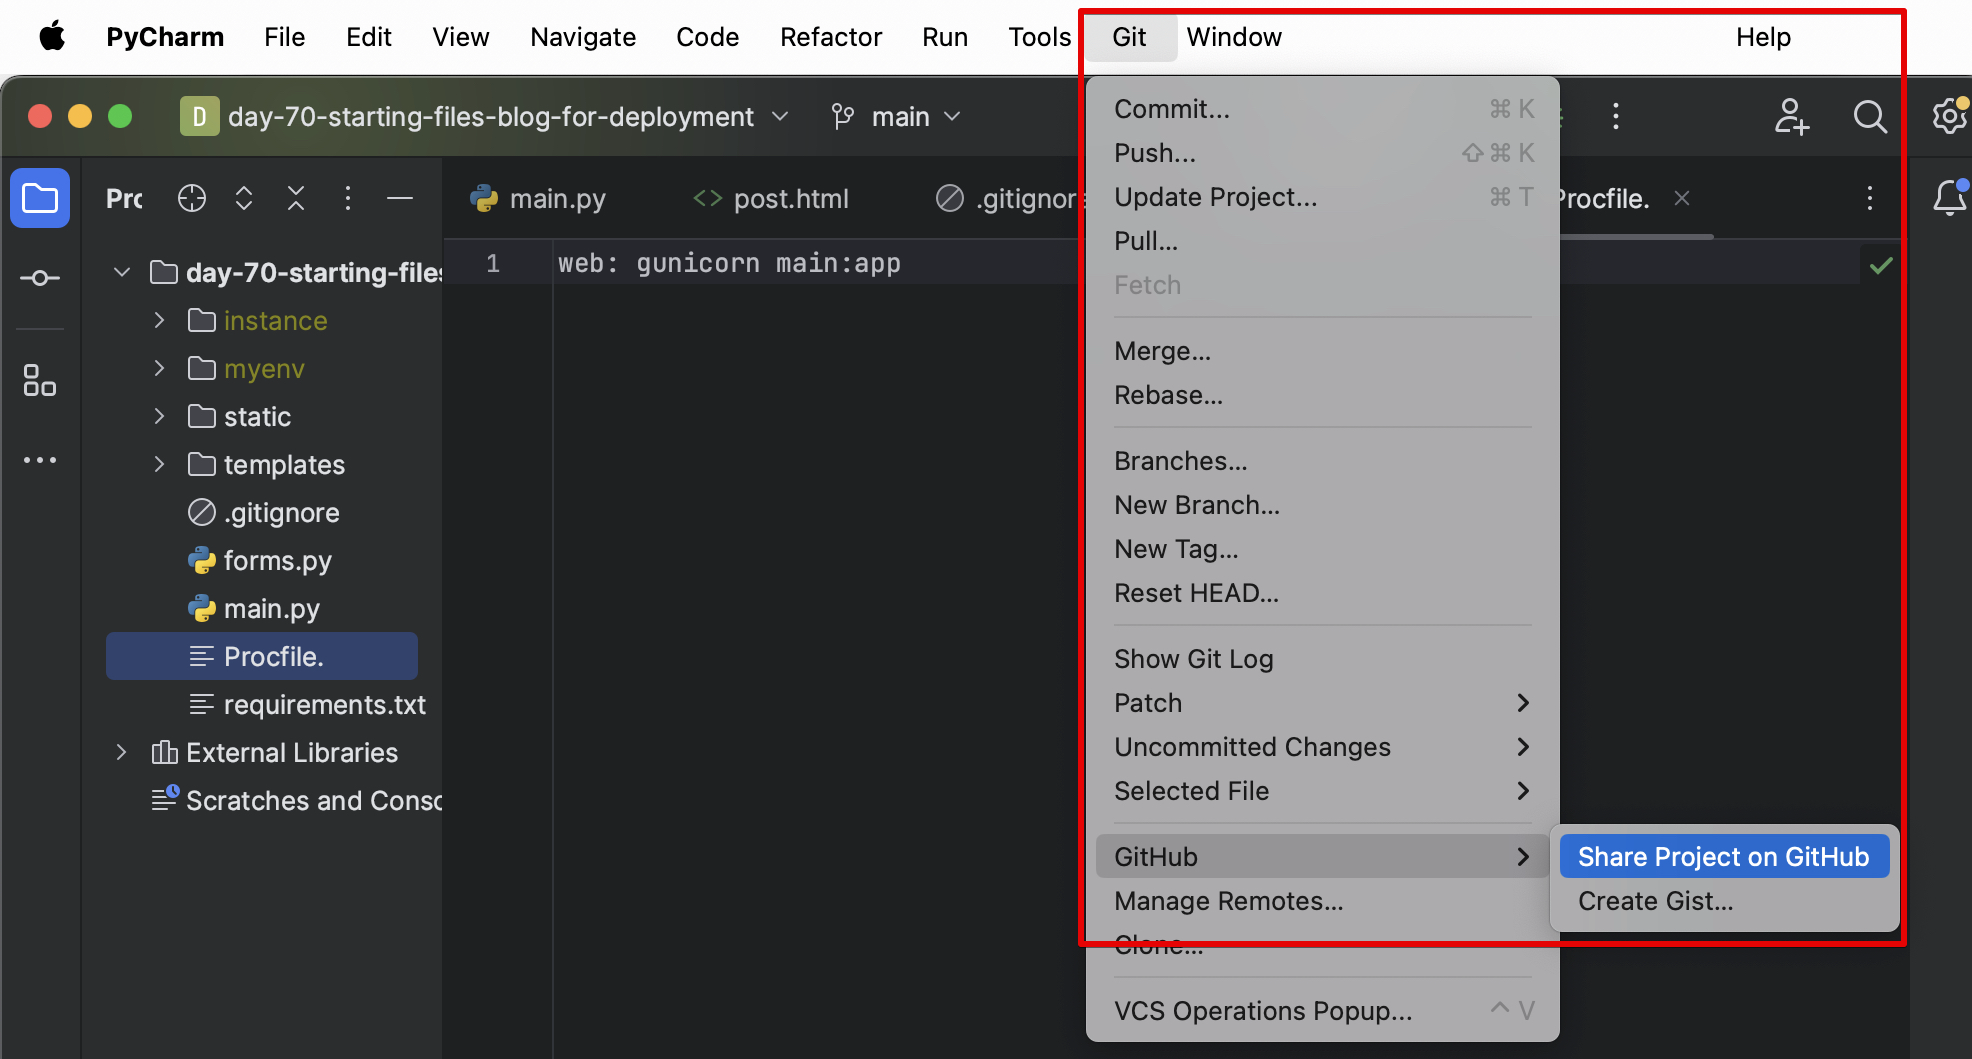 PyCharm File Edit View Navigate Code Refactor Run Tools Git Window Help
D day-70-starting-files-blog-for-deployment main
main.py post.html .gitignore Procfile.
1 web: gunicorn main:app
day-70-starting-files
instance
myenv
static
templates
.gitignore
forms.py
main.py
Procfile.
requirements.txt
External Libraries
Scratches and Consc
Commit... ⌘ K
Push... ⇧ ⌘ K
Update Project... ⌘ T
Pull...
Fetch
Merge...
Rebase...
Branches...
New Branch...
New Tag...
Reset HEAD...
Show Git Log
Patch
Uncommitted Changes
Selected File
GitHub
Manage Remotes...
Clone...
VCS Operations Popup... ^ V
Share Project on GitHub
Create Gist...